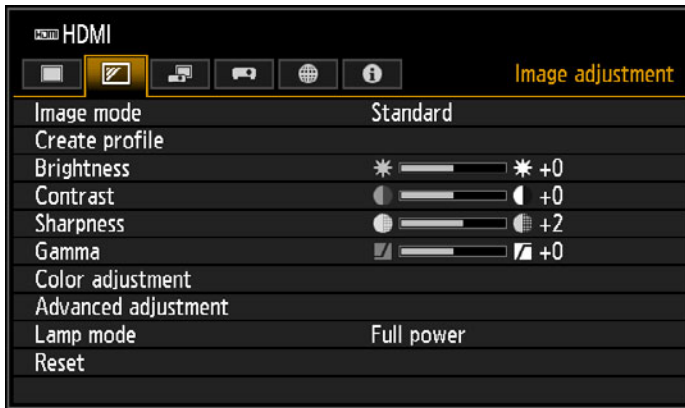 HDMI HDMI
Image adjustment
Image mode Standard
Create profile
Brightness +0
Contrast +0
Sharpness +2
Gamma +0
Color adjustment
Advanced adjustment
Lamp mode Full power
Reset